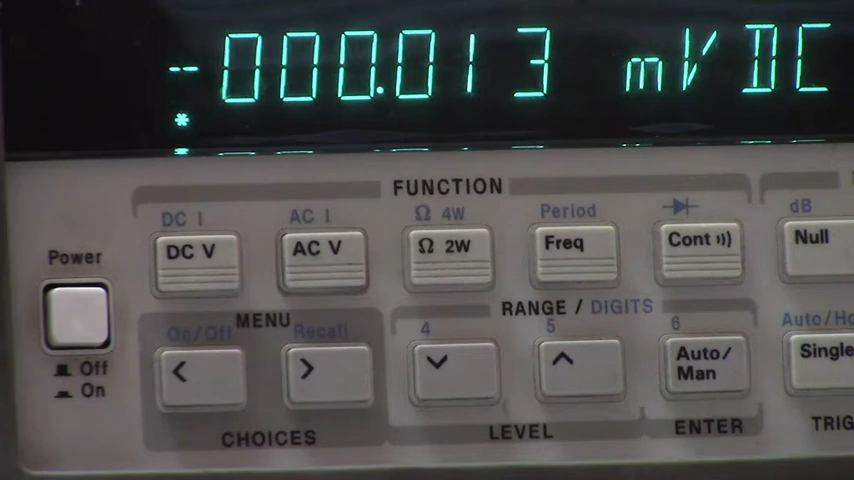 -000.013 mVDC
*
FUNCTION
DC I AC I Ω 4W Period dB
Power DC V AC V Ω 2W Freq Cont Null
MENU RANGE / DIGITS
On/Off Recall 4 5 6 Auto/Ho
< > Auto/ Single
Off Man
On
CHOICES LEVEL ENTER TRIG